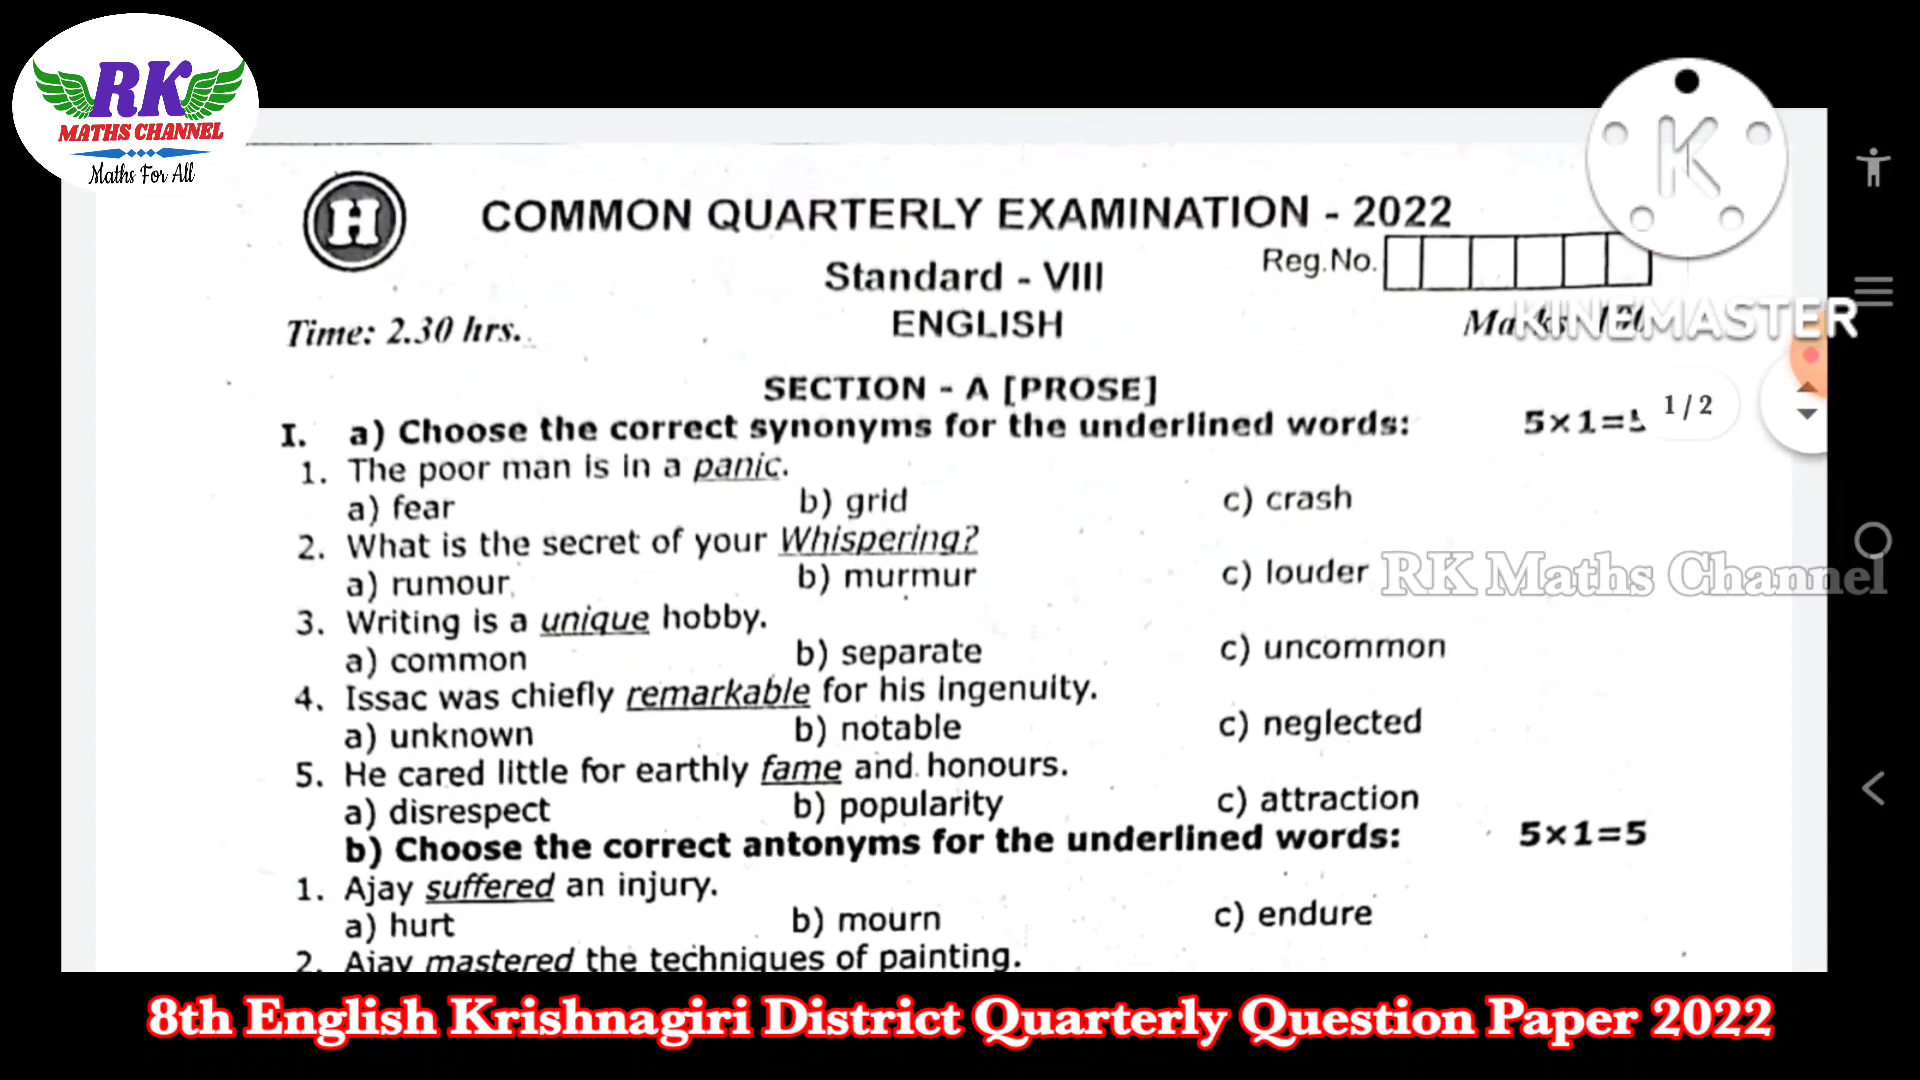 RK
MATHS CHANNEL
Maths For All
K
H
COMMON QUARTERLY EXAMINATION - 2022
Standard - VIII
Reg.No.
Time: 2.30 hrs.
ENGLISH
KINEMASTER
SECTION - A [PROSE]
I. a) Choose the correct synonyms for the underlined words: 5×1=5
1/2
1. The poor man is in a panic.
a) fear b) grid c) crash
2. What is the secret of your Whispering?
a) rumour b) murmur c) louder
RK Maths Channel
3. Writing is a unique hobby.
a) common b) separate c) uncommon
4. Issac was chiefly remarkable for his ingenuity.
a) unknown b) notable c) neglected
5. He cared little for earthly fame and honours.
a) disrespect b) popularity c) attraction
b) Choose the correct antonyms for the underlined words: 5×1=5
1. Ajay suffered an injury.
a) hurt b) mourn c) endure
2. Ajay mastered the techniques of painting.
8th English Krishnagiri District Quarterly Question Paper 2022